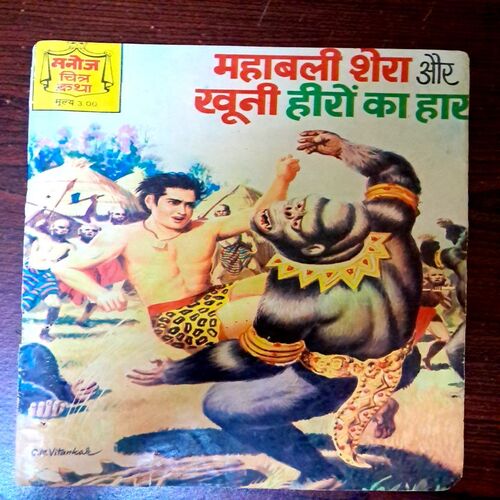 मनोज
चित्र
कथा
मूल्य 3.00
महाबली शेरा और
खूनी हीरों का हार
C.M.Vitankar